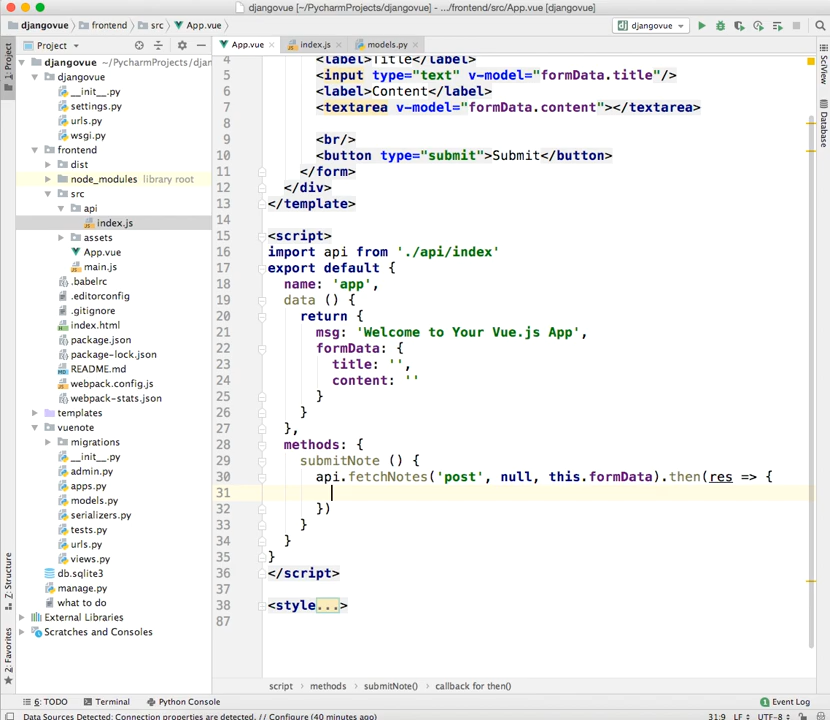 djangovue [~/PycharmProjects/djangovue] - .../frontend/src/App.vue [djangovue]
djangovue frontend src App.vue djangovue
Project App.vue index.js models.py
djangovue ~/PycharmProjects/djan
djangovue
__init__.py
settings.py
urls.py
wsgi.py
frontend
dist
node_modules library root
src
api
index.js
assets
App.vue
main.js
.babelrc
.editorconfig
.gitignore
index.html
package.json
package-lock.json
README.md
webpack.config.js
webpack-stats.json
templates
vuenote
migrations
__init__.py
admin.py
apps.py
models.py
serializers.py
tests.py
urls.py
views.py
db.sqlite3
manage.py
what to do
External Libraries
Scratches and Consoles
1: Project
7: Structure
2: Favorites
4 <label>Title</label>
5 <input type="text" v-model="formData.title"/>
6 <label>Content</label>
7 <textarea v-model="formData.content"></textarea>
8
9 <br/>
10 <button type="submit">Submit</button>
11 </form>
12 </div>
13 </template>
14
15 <script>
16 import api from './api/index'
17 export default {
18 name: 'app',
19 data () {
20 return {
21 msg: 'Welcome to Your Vue.js App',
22 formData: {
23 title: '',
24 content: ''
25 }
26 }
27 },
28 methods: {
29 submitNote () {
30 api.fetchNotes('post', null, this.formData).then(res => {
31
32 })
33 }
34 }
35 }
36 </script>
37
38 <style...>
87
SciView
Database
script methods submitNote() callback for then()
6: TODO Terminal Python Console Event Log
Data Sources Detected: Connection properties are detected. // Configure (40 minutes ago) 31:9 LF UTF-8